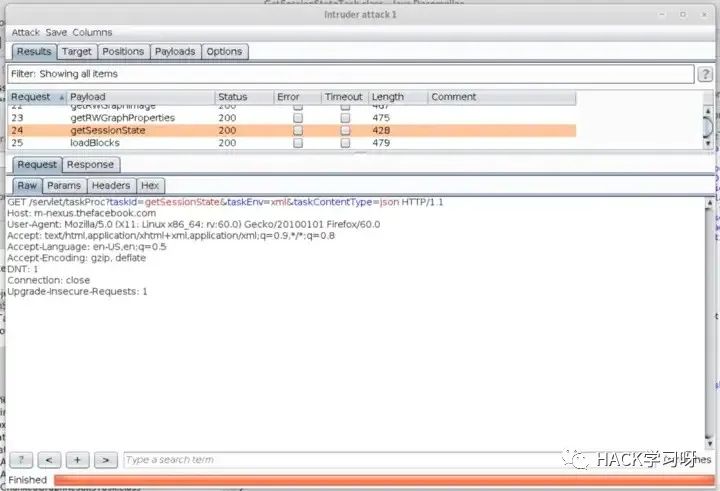 GetSessionStateTask.class - Java Decompiler
Intruder attack 1
Attack Save Columns
Results Target Positions Payloads Options
Filter: Showing all items ?
Request Payload Status Error Timeout Length Comment
22 getRWGraphImage 200 467
23 getRWGraphProperties 200 475
24 getSessionState 200 428
25 loadBlocks 200 479
Request Response
Raw Params Headers Hex
GET /servlet/taskProc?taskId=getSessionState&taskEnv=xml&taskContentType=json HTTP/1.1
Host: m-nexus.thefacebook.com
User-Agent: Mozilla/5.0 (X11; Linux x86_64; rv:60.0) Gecko/20100101 Firefox/60.0
Accept: text/html,application/xhtml+xml,application/xml;q=0.9,*/*;q=0.8
Accept-Language: en-US,en;q=0.5
Accept-Encoding: gzip, deflate
DNT: 1
Connection: close
Upgrade-Insecure-Requests: 1
? < + > Type a search term
HACK学习呀
Finished